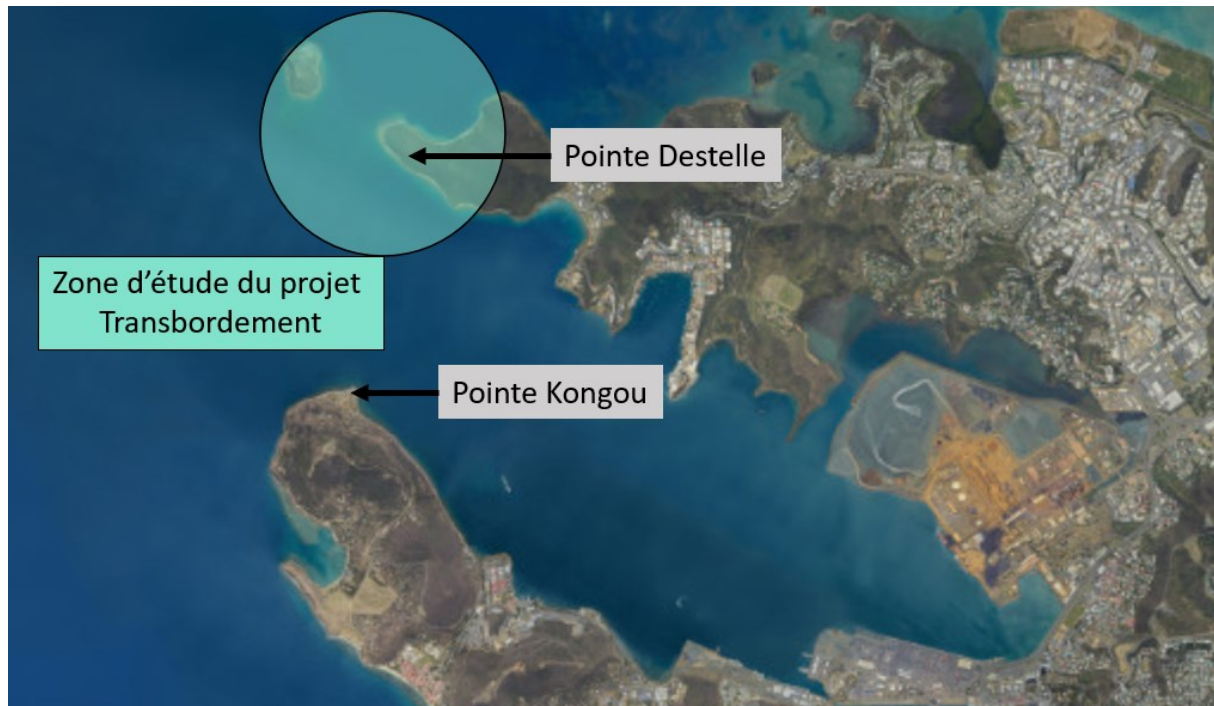 Pointe Destelle
Zone d'étude du projet
Transbordement
Pointe Kongou